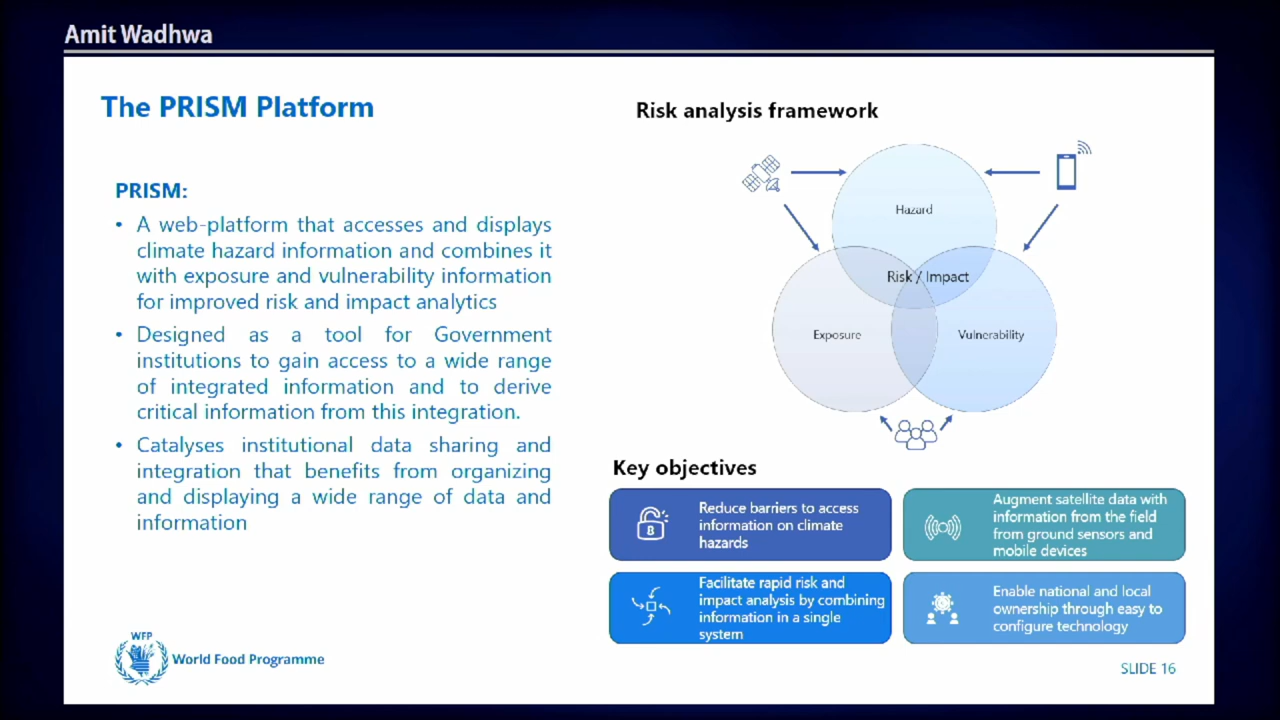 Amit Wadhwa
The PRISM Platform
PRISM:
• A web-platform that accesses and displays
climate hazard information and combines it
with exposure and vulnerability information
for improved risk and impact analytics
• Designed as a tool for Government
institutions to gain access to a wide range
of integrated information and to derive
critical information from this integration.
• Catalyses institutional data sharing and
integration that benefits from organizing
and displaying a wide range of data and
information
Risk analysis framework
Hazard
Risk / Impact
Exposure
Vulnerability
Key objectives
Reduce barriers to access
information on climate
hazards
Augment satellite data with
information from the field
from ground sensors and
mobile devices
Facilitate rapid risk and
impact analysis by combining
information in a single
system
Enable national and local
ownership through easy to
configure technology
WFP
World Food Programme
SLIDE 16